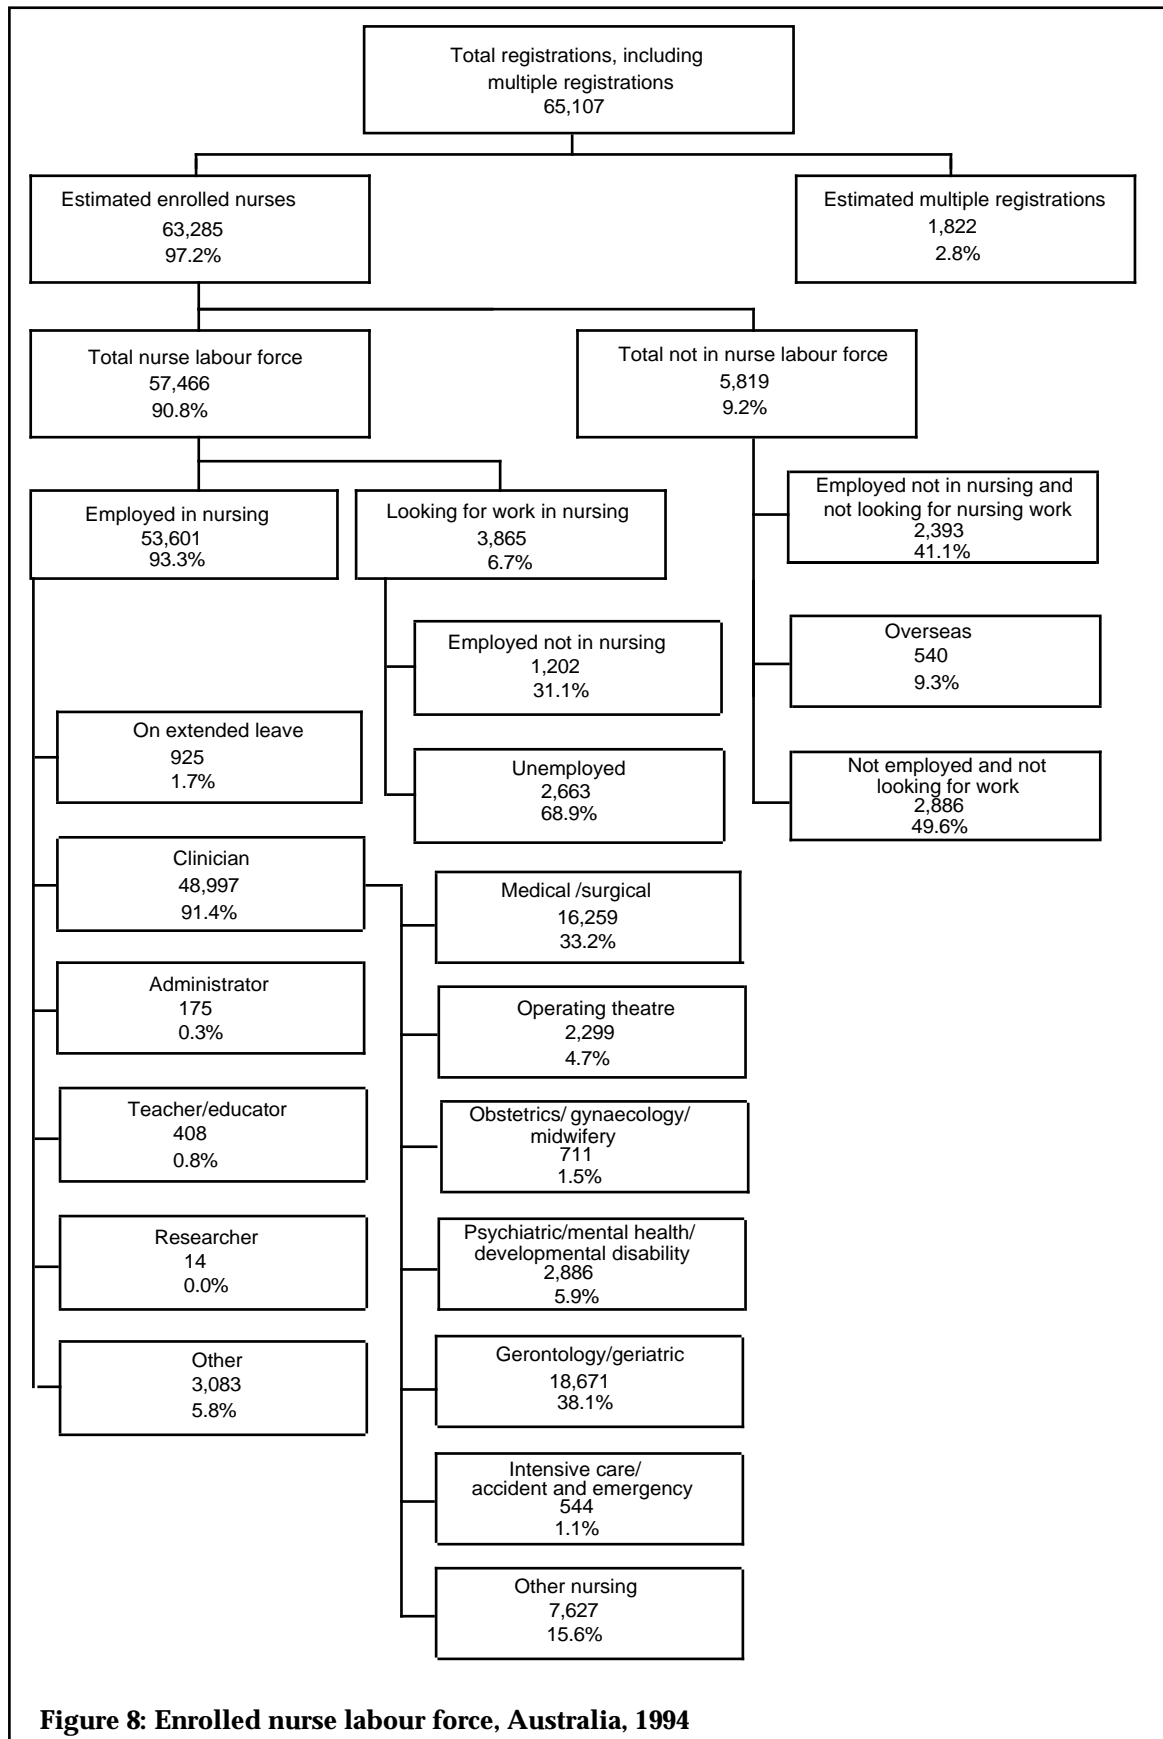 Total registrations, including
multiple registrations
65,107
Estimated enrolled nurses
63,285
97.2%
Estimated multiple registrations
1,822
2.8%
Total nurse labour force
57,466
90.8%
Total not in nurse labour force
5,819
9.2%
Employed in nursing
53,601
93.3%
Looking for work in nursing
3,865
6.7%
Employed not in nursing and
not looking for nursing work
2,393
41.1%
Employed not in nursing
1,202
31.1%
Overseas
540
9.3%
On extended leave
925
1.7%
Unemployed
2,663
68.9%
Not employed and not
looking for work
2,886
49.6%
Clinician
48,997
91.4%
Medical /surgical
16,259
33.2%
Administrator
175
0.3%
Operating theatre
2,299
4.7%
Teacher/educator
408
0.8%
Obstetrics/ gynaecology/
midwifery
711
1.5%
Researcher
14
0.0%
Psychiatric/mental health/
developmental disability
2,886
5.9%
Other
3,083
5.8%
Gerontology/geriatric
18,671
38.1%
Intensive care/
accident and emergency
544
1.1%
Other nursing
7,627
15.6%
Figure 8: Enrolled nurse labour force, Australia, 1994